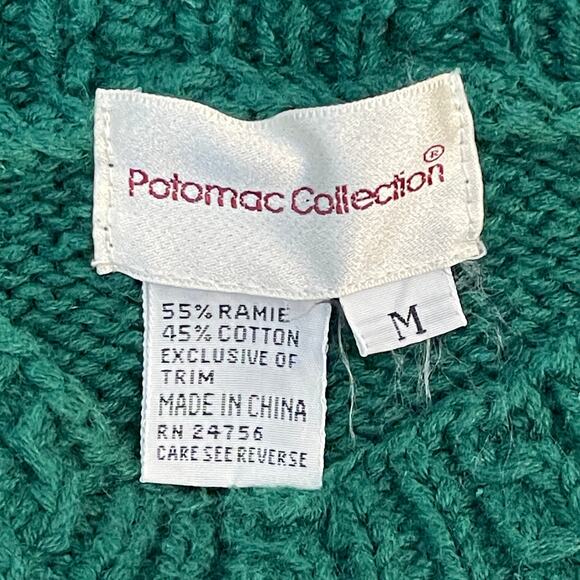 Potomac Collection®
55% RAMIE
45% COTTON
EXCLUSIVE OF
TRIM
MADE IN CHINA
RN 24756
CARE SEE REVERSE
M